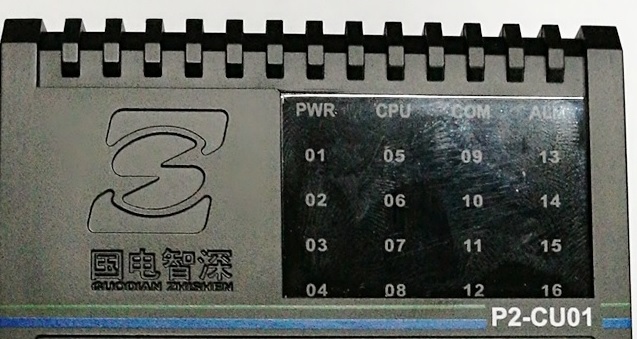 PWR CPU COM ALM
01 05 09 13
02 06 10 14
03 07 11 15
04 08 12 16
国电智深
GUODIAN ZHISHEN
P2-CU01